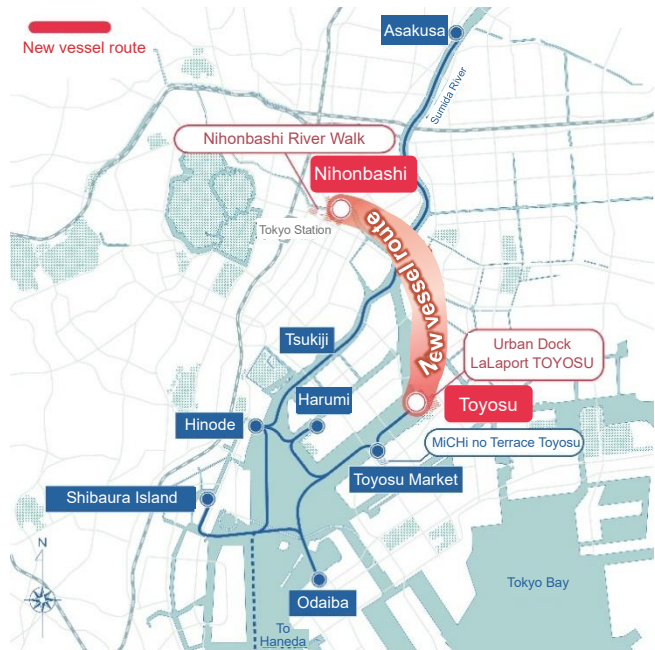 New vessel route
Asakusa
Sumida River
Nihonbashi River Walk
Nihonbashi
Tokyo Station
New vessel route
Tsukiji
Urban Dock
LaLaport TOYOSU
Harumi
Toyosu
Hinode
MiCHi no Terrace Toyosu
Toyosu Market
Shibaura Island
N
Odaiba
Tokyo Bay
To
Haneda